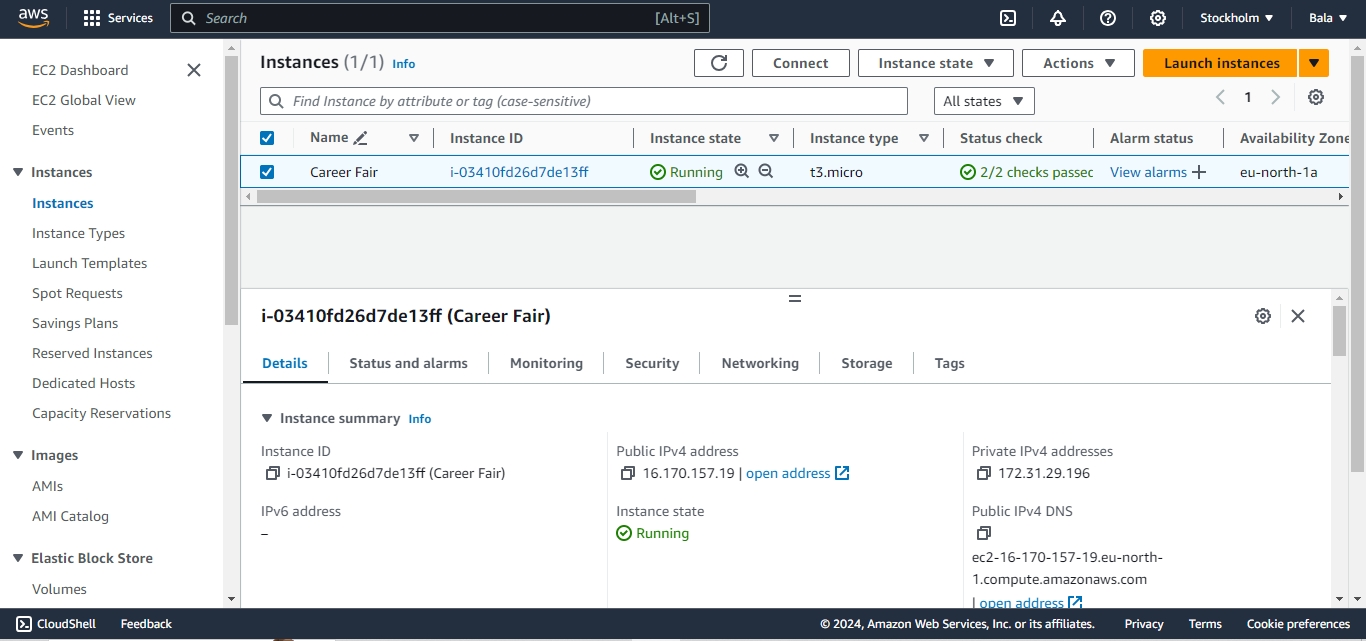 aws
Services
Search [Alt+S]
Stockholm
Bala
EC2 Dashboard
EC2 Global View
Events
Instances
Instances
Instance Types
Launch Templates
Spot Requests
Savings Plans
Reserved Instances
Dedicated Hosts
Capacity Reservations
Images
AMIs
AMI Catalog
Elastic Block Store
Volumes
Instances (1/1) Info
Connect
Instance state
Actions
Launch instances
Find Instance by attribute or tag (case-sensitive)
All states
1
Name Instance ID Instance state Instance type Status check Alarm status Availability Zone
Career Fair i-03410fd26d7de13ff Running t3.micro 2/2 checks passec View alarms + eu-north-1a
i-03410fd26d7de13ff (Career Fair)
Details Status and alarms Monitoring Security Networking Storage Tags
Instance summary Info
Instance ID
i-03410fd26d7de13ff (Career Fair)
IPv6 address
–
Public IPv4 address
16.170.157.19 | open address
Instance state
Running
Private IPv4 addresses
172.31.29.196
Public IPv4 DNS
ec2-16-170-157-19.eu-north-
1.compute.amazonaws.com
| open address
CloudShell Feedback © 2024, Amazon Web Services, Inc. or its affiliates. Privacy Terms Cookie preferences